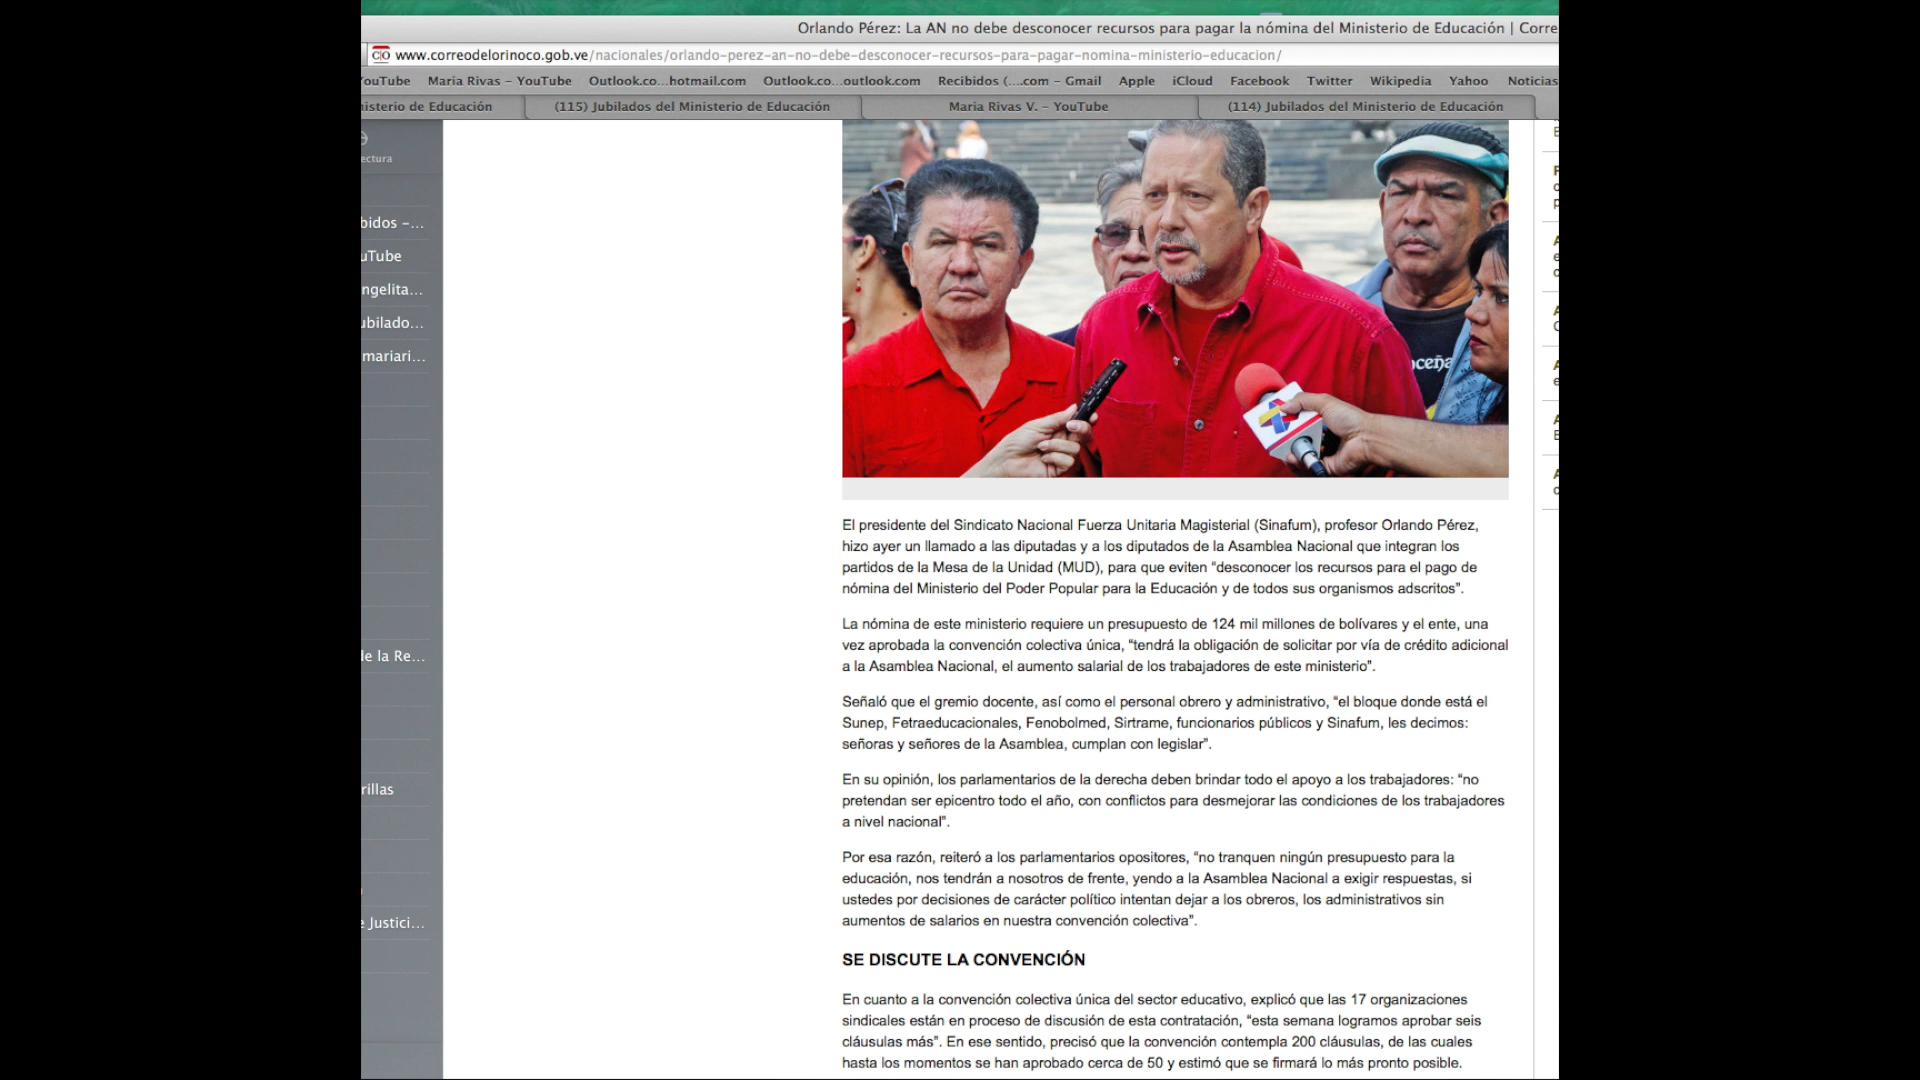 Orlando Pérez: La AN no debe desconocer recursos para pagar la nómina del Ministerio de Educación | Corre
www.correodelorinoco.gob.ve/nacionales/orlando-perez-an-no-debe-desconocer-recursos-para-pagar-nomina-ministerio-educacion/
ouTube Maria Rivas – YouTube Outlook.co...hotmail.com Outlook.co...outlook.com Recibidos (....com – Gmail Apple iCloud Facebook Twitter Wikipedia Yahoo Noticias
isterio de Educación (115) Jubilados del Ministerio de Educación Maria Rivas V. – YouTube (114) Jubilados del Ministerio de Educación
ectura
bidos –...
uTube
ngelita...
ubilado...
mariari...
de la Re...
rillas
e Justici...
oceña
El presidente del Sindicato Nacional Fuerza Unitaria Magisterial (Sinafum), profesor Orlando Pérez,
hizo ayer un llamado a las diputadas y a los diputados de la Asamblea Nacional que integran los
partidos de la Mesa de la Unidad (MUD), para que eviten “desconocer los recursos para el pago de
nómina del Ministerio del Poder Popular para la Educación y de todos sus organismos adscritos”.
La nómina de este ministerio requiere un presupuesto de 124 mil millones de bolívares y el ente, una
vez aprobada la convención colectiva única, “tendrá la obligación de solicitar por vía de crédito adicional
a la Asamblea Nacional, el aumento salarial de los trabajadores de este ministerio”.
Señaló que el gremio docente, así como el personal obrero y administrativo, “el bloque donde está el
Sunep, Fetraeducacionales, Fenobolmed, Sirtrame, funcionarios públicos y Sinafum, les decimos:
señoras y señores de la Asamblea, cumplan con legislar”.
En su opinión, los parlamentarios de la derecha deben brindar todo el apoyo a los trabajadores: “no
pretendan ser epicentro todo el año, con conflictos para desmejorar las condiciones de los trabajadores
a nivel nacional”.
Por esa razón, reiteró a los parlamentarios opositores, “no tranquen ningún presupuesto para la
educación, nos tendrán a nosotros de frente, yendo a la Asamblea Nacional a exigir respuestas, si
ustedes por decisiones de carácter político intentan dejar a los obreros, los administrativos sin
aumentos de salarios en nuestra convención colectiva”.
SE DISCUTE LA CONVENCIÓN
En cuanto a la convención colectiva única del sector educativo, explicó que las 17 organizaciones
sindicales están en proceso de discusión de esta contratación, “esta semana logramos aprobar seis
cláusulas más”. En ese sentido, precisó que la convención contempla 200 cláusulas, de las cuales
hasta los momentos se han aprobado cerca de 50 y estimó que se firmará lo más pronto posible.